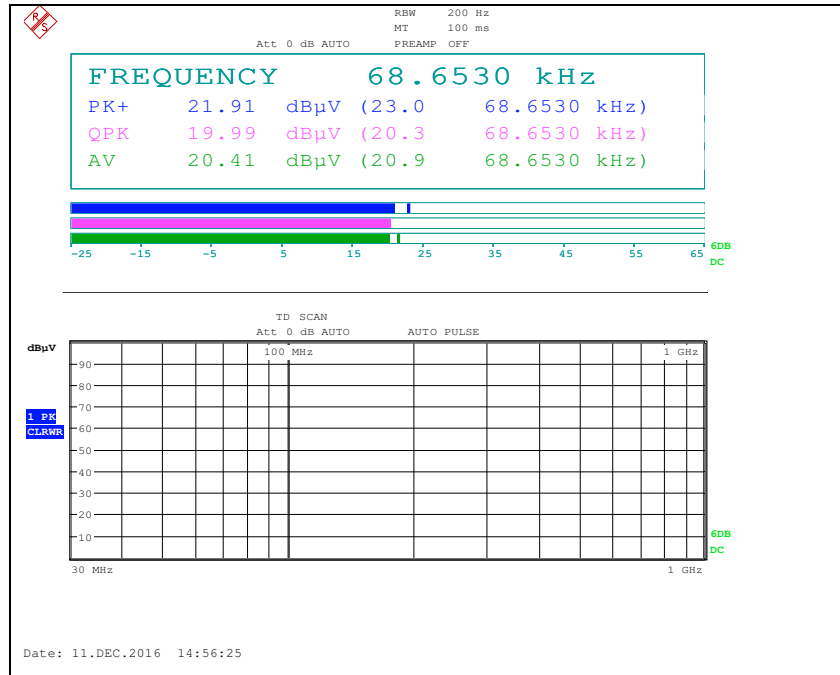 R S
RBW 200 Hz
MT 100 ms
Att 0 dB AUTO PREAMP OFF
FREQUENCY 68.6530 kHz
PK+ 21.91 dBµV (23.0 68.6530 kHz)
QPK 19.99 dBµV (20.3 68.6530 kHz)
AV 20.41 dBµV (20.9 68.6530 kHz)
-25 -15 -5 5 15 25 35 45 55 65
6DB
DC
TD SCAN
Att 0 dB AUTO AUTO PULSE
dBµV
100 MHz 1 GHz
90
80
70
1 PK
CLRWR
60
50
40
30
20
10
6DB
DC
30 MHz 1 GHz
Date: 11.DEC.2016 14:56:25